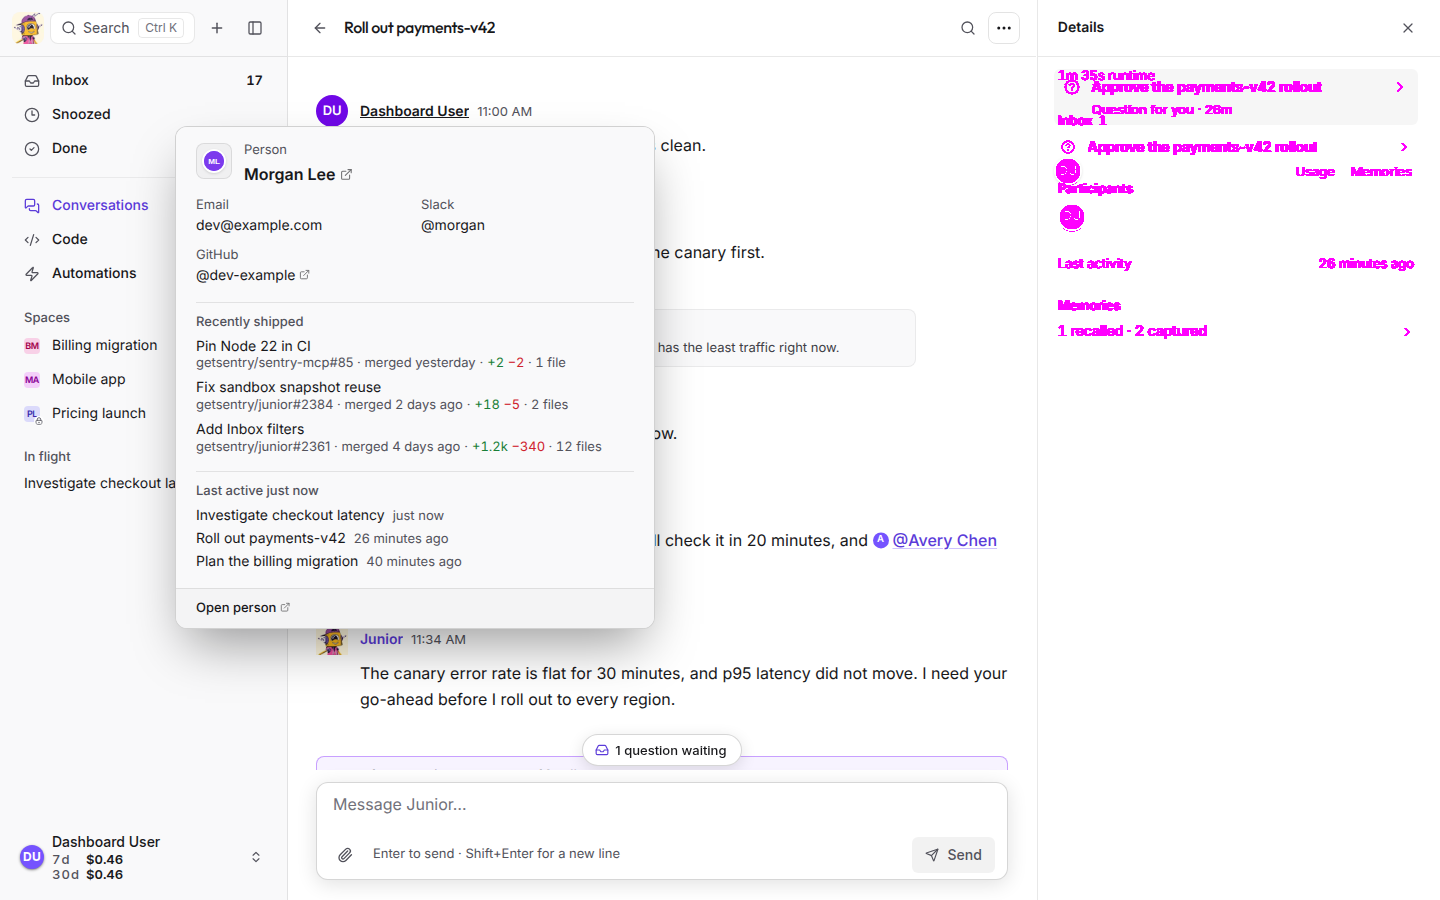 Search Ctrl K
Inbox 17
Snoozed
Done
Conversations
Code
Automations
Spaces
BM Billing migration
MA Mobile app
PL Pricing launch
In flight
Investigate checkout la
DU Dashboard User
7d $0.46
30d $0.46
Roll out payments-v42
DU Dashboard User 11:00 AM
clean.
ne canary first.
has the least traffic right now.
ow.
ll check it in 20 minutes, and A @Avery Chen
ML Person
Morgan Lee
Email Slack
dev@example.com @morgan
GitHub
@dev-example
Recently shipped
Pin Node 22 in CI
getsentry/sentry-mcp#85 · merged yesterday · +2 −2 · 1 file
Fix sandbox snapshot reuse
getsentry/junior#2384 · merged 2 days ago · +18 −5 · 2 files
Add Inbox filters
getsentry/junior#2361 · merged 4 days ago · +1.2k −340 · 12 files
Last active just now
Investigate checkout latency just now
Roll out payments-v42 26 minutes ago
Plan the billing migration 40 minutes ago
Open person
Junior 11:34 AM
The canary error rate is flat for 30 minutes, and p95 latency did not move. I need your
go-ahead before I roll out to every region.
1 question waiting
Message Junior...
Enter to send · Shift+Enter for a new line
Send
Details
1m 35s runtime
Approve the payments-v42 rollout
Question for you · 26m
Inbox 1
Approve the payments-v42 rollout
DU
Usage Memories
Participants
DU
Last activity 26 minutes ago
Memories
1 recalled · 2 captured